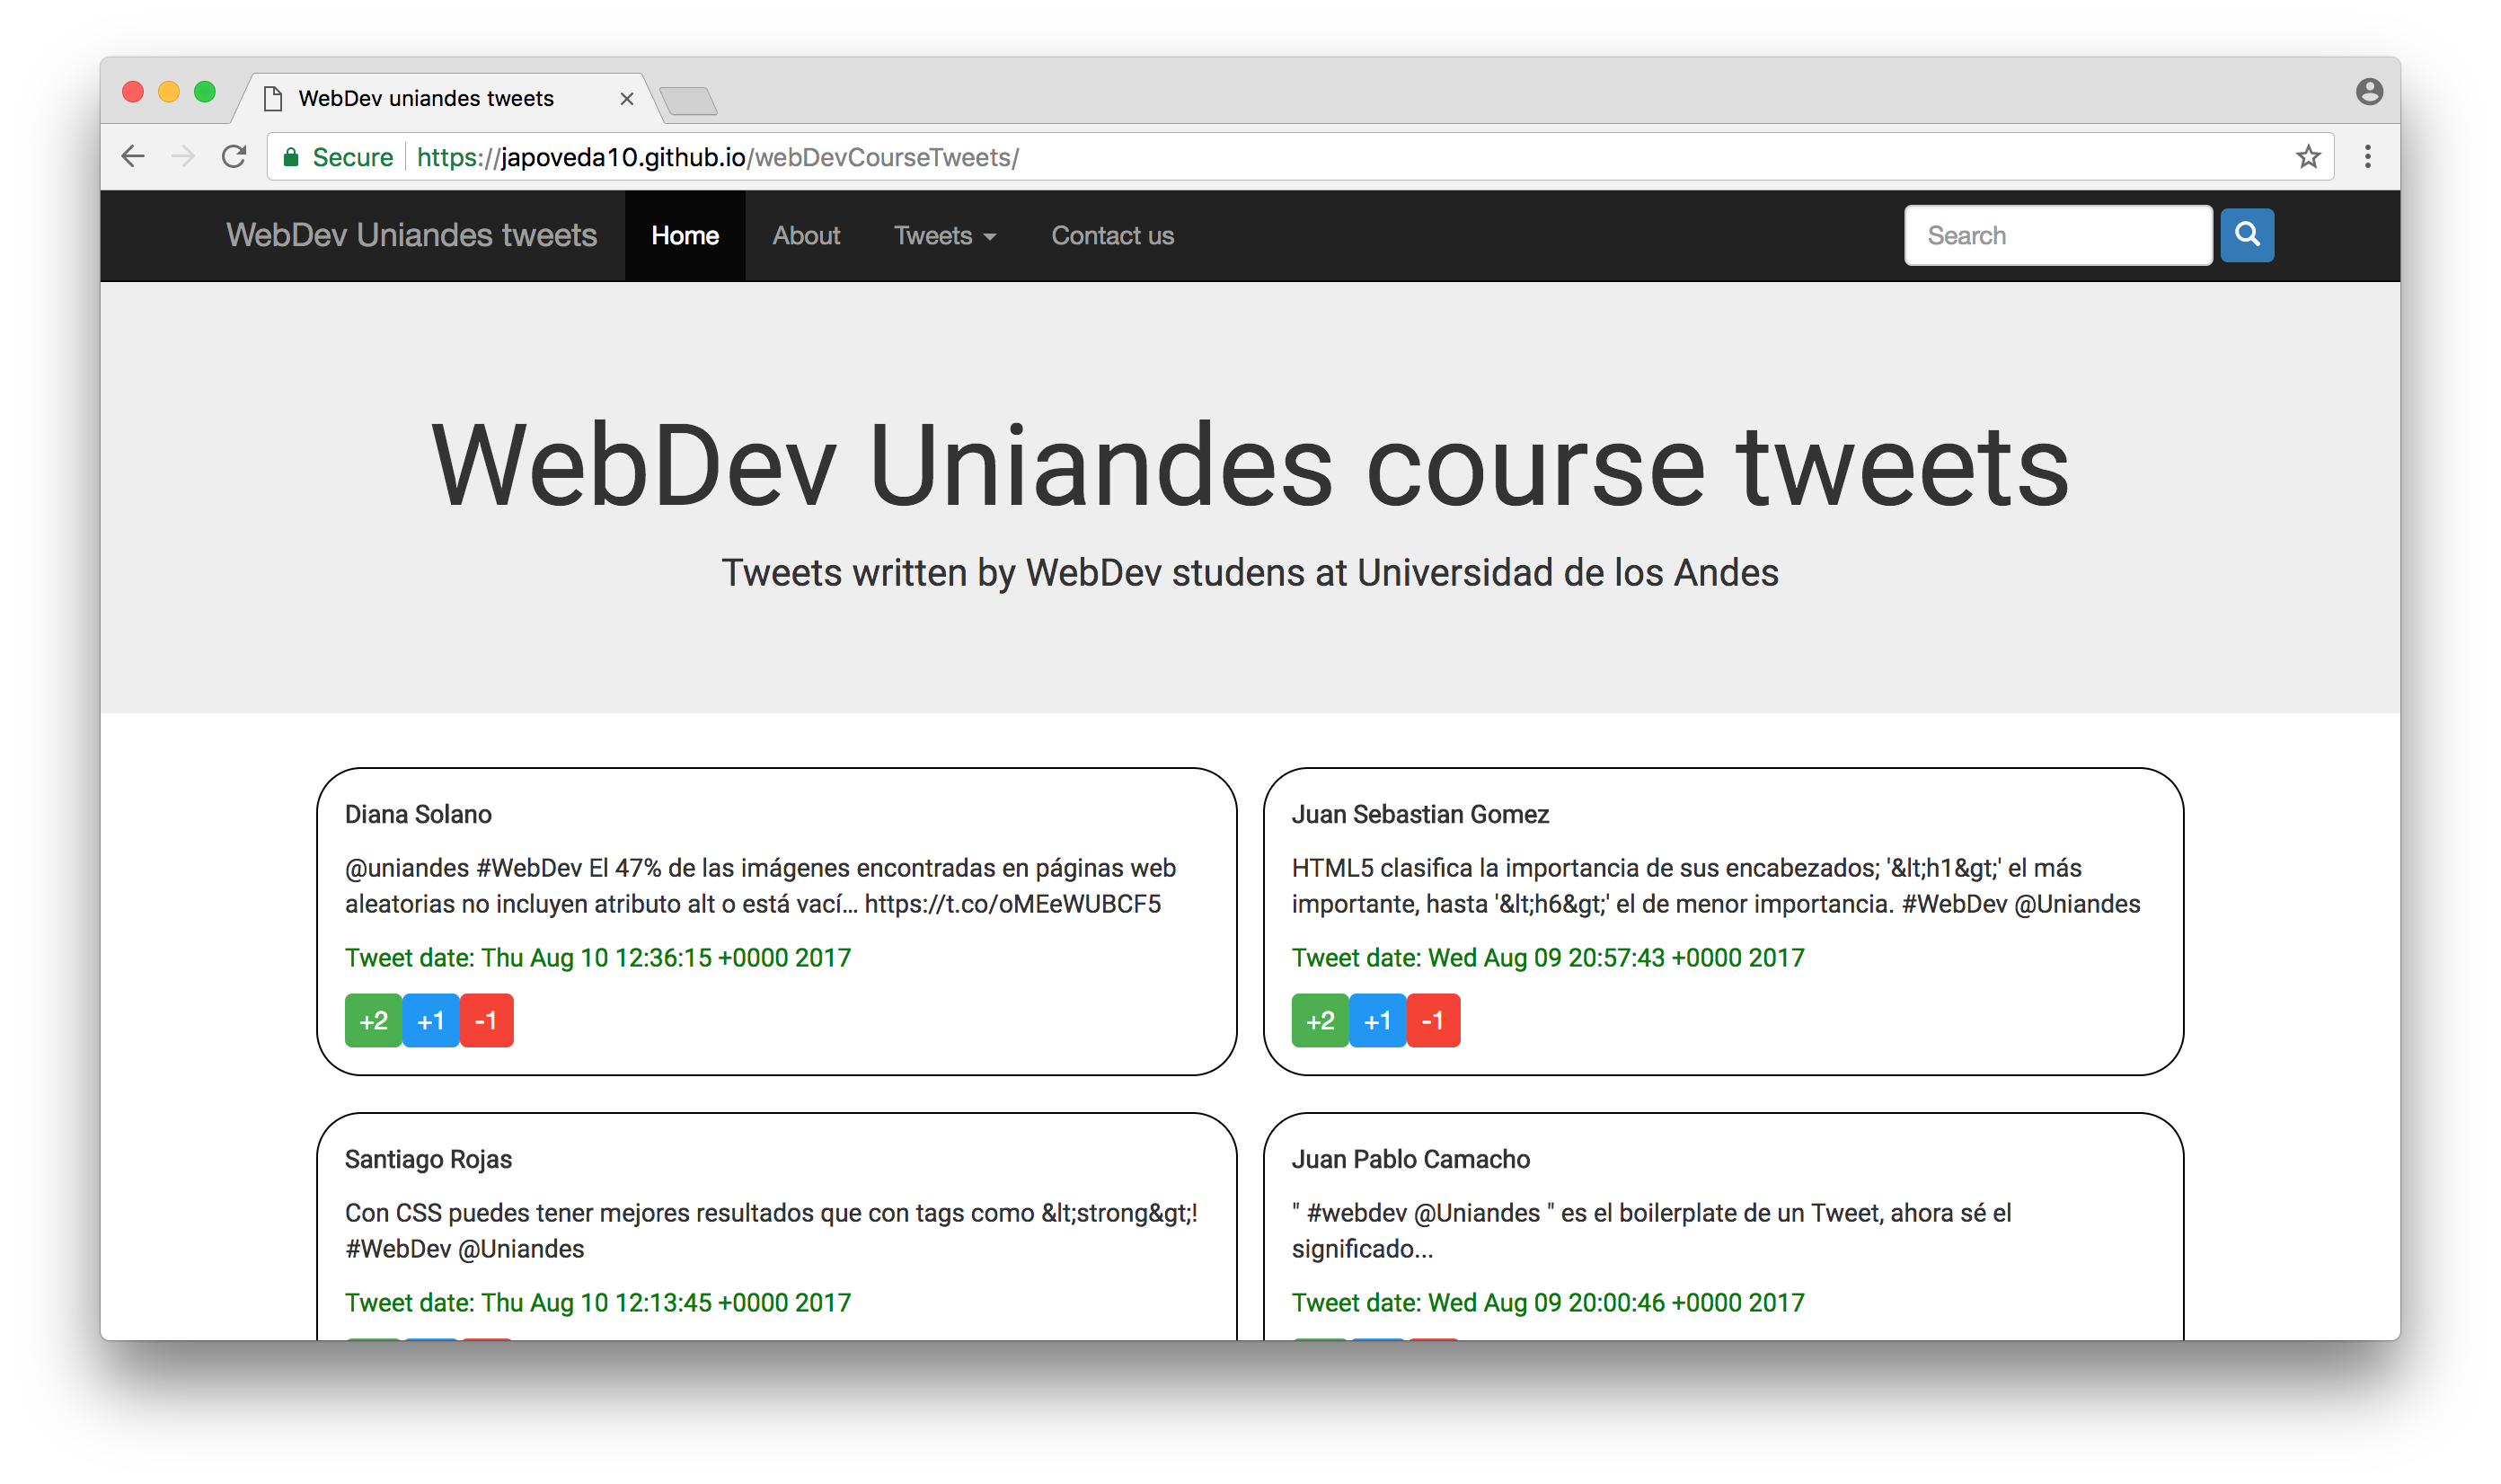 WebDev uniandes tweets
Secure https://japoveda10.github.io/webDevCourseTweets/
WebDev Uniandes tweets Home About Tweets Contact us Search
WebDev Uniandes course tweets
Tweets written by WebDev studens at Universidad de los Andes
Diana Solano
@uniandes #WebDev El 47% de las imágenes encontradas en páginas web
aleatorias no incluyen atributo alt o está vací… https://t.co/oMEeWUBCF5
Tweet date: Thu Aug 10 12:36:15 +0000 2017
+2 +1 -1
Juan Sebastian Gomez
HTML5 clasifica la importancia de sus encabezados; '&lt;h1&gt;' el más
importante, hasta '&lt;h6&gt;' el de menor importancia. #WebDev @Uniandes
Tweet date: Wed Aug 09 20:57:43 +0000 2017
+2 +1 -1
Santiago Rojas
Con CSS puedes tener mejores resultados que con tags como &lt;strong&gt;!
#WebDev @Uniandes
Tweet date: Thu Aug 10 12:13:45 +0000 2017
Juan Pablo Camacho
" #webdev @Uniandes " es el boilerplate de un Tweet, ahora sé el
significado...
Tweet date: Wed Aug 09 20:00:46 +0000 2017